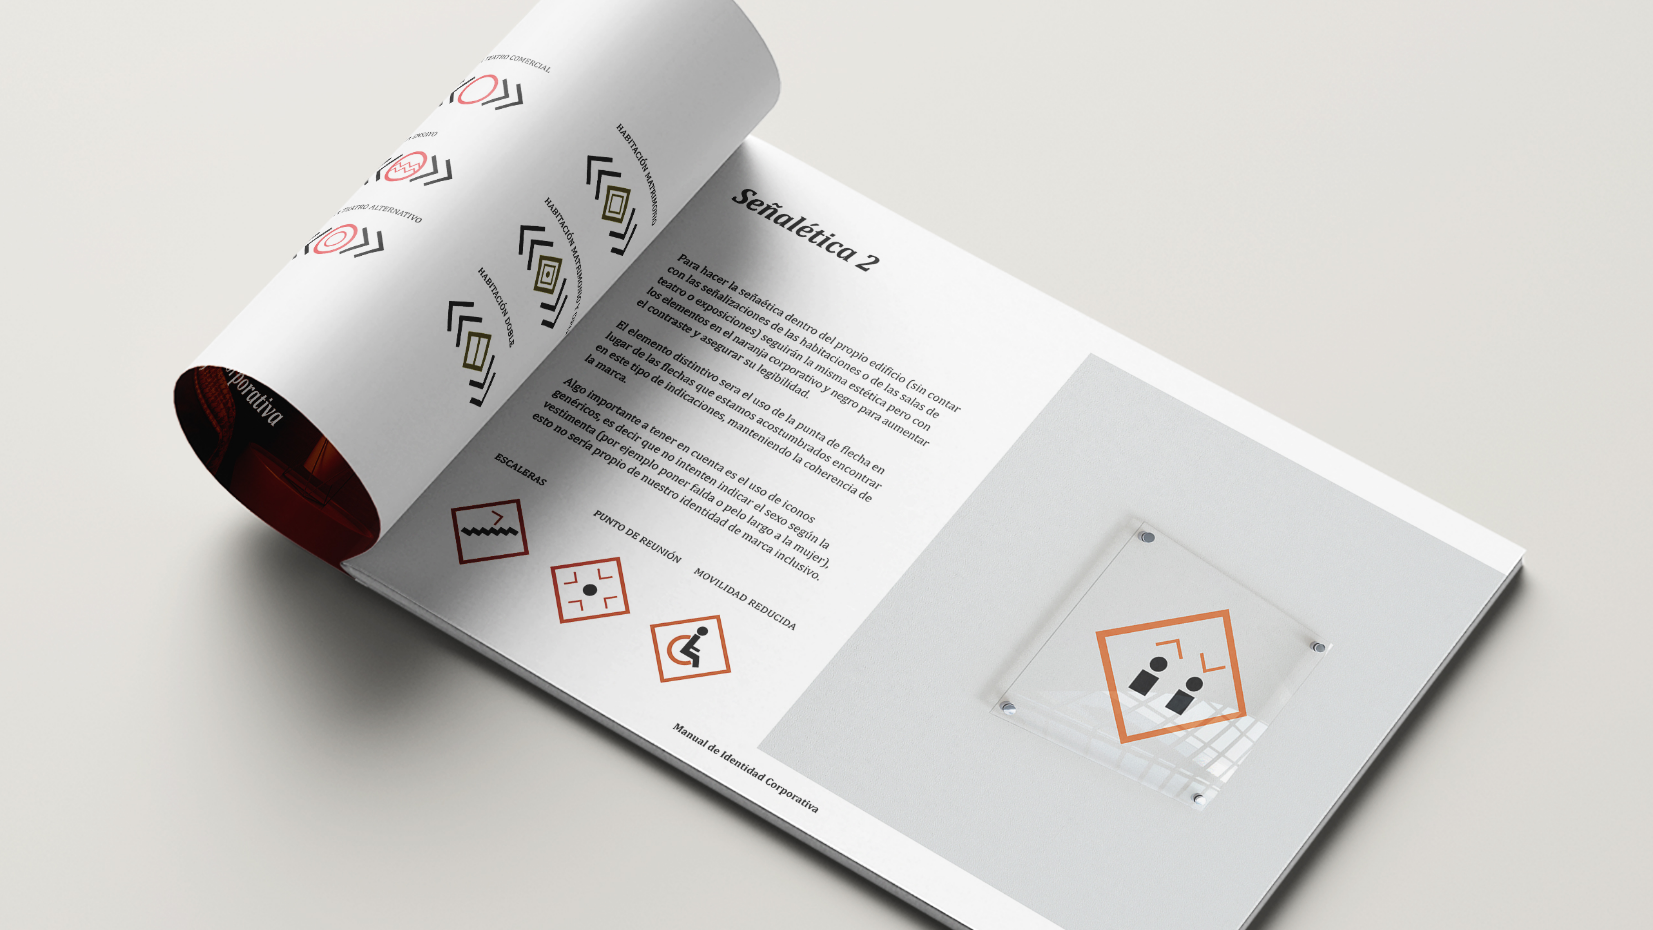 TEATRO COMERCIAL
TEATRO ALTERNATIVO
HABITACIÓN MATRIMONIO
HABITACIÓN MATRIMONIO
HABITACIÓN DOBLE
Señalética 2
Para hacer la señaética dentro del propio edificio (sin contar
con las señalizaciones de las habitaciones o de las salas de
teatro o exposiciones) seguirán la misma estética pero con
los elementos en el naranja corporativo y negro para aumentar
el contraste y asegurar su legibilidad.
El elemento distintivo sera el uso de la punta de flecha en
lugar de las flechas que estamos acostumbrados encontrar
en este tipo de indicaciones, manteniendo la coherencia de
la marca.
Algo importante a tener en cuenta es el uso de iconos
genéricos, es decir que no intenten indicar el sexo según la
vestimenta (por ejemplo poner falda o pelo largo a la mujer),
esto no sería propio de nuestro identidad de marca inclusivo.
ESCALERAS
PUNTO DE REUNIÓN
MOVILIDAD REDUCIDA
Manual de Identidad Corporativa